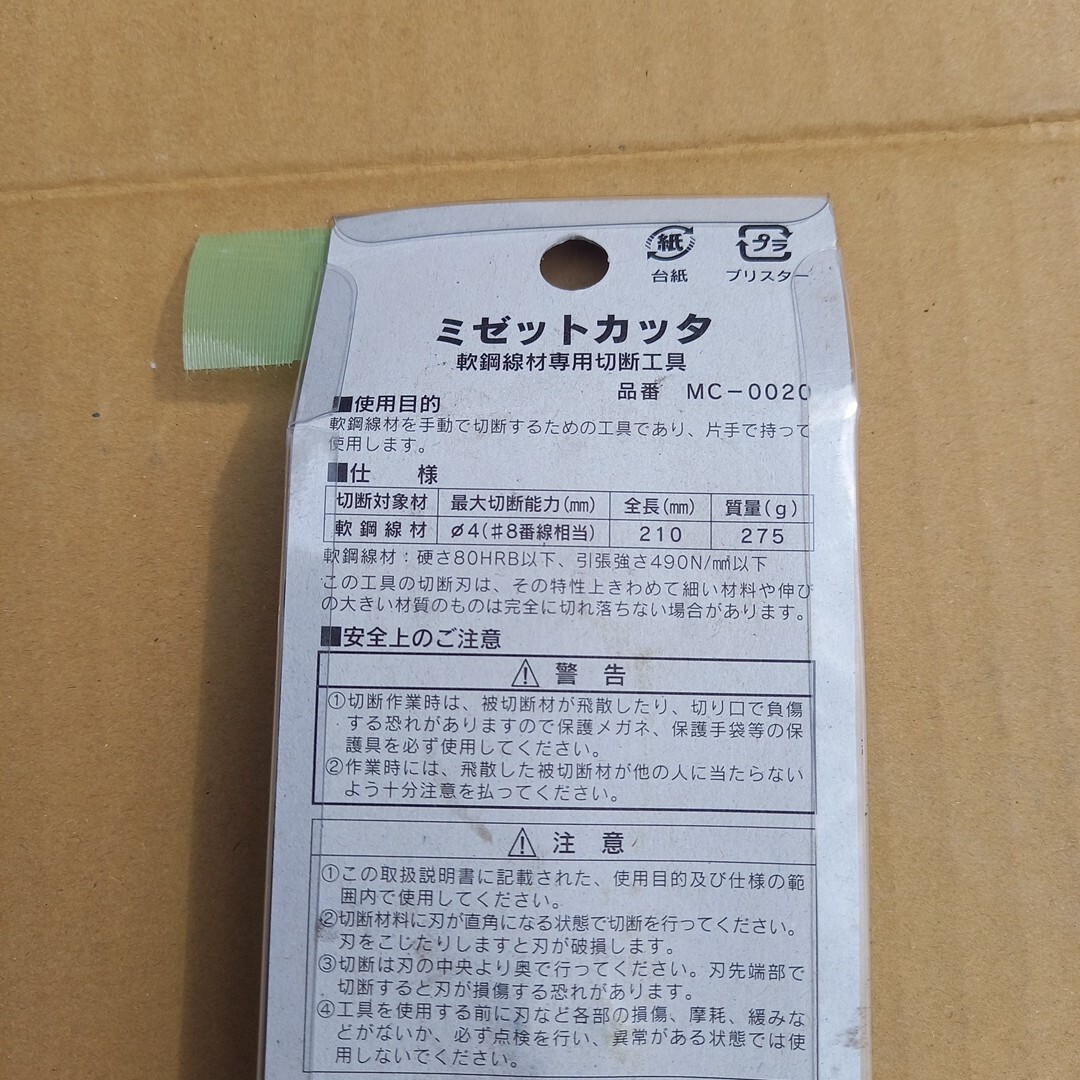 紙 プラ
台紙 ブリスター
ミゼットカッタ
軟鋼線材専用切断工具
品番 MC-0020
■使用目的
軟鋼線材を手動で切断するための工具であり、片手で持って
使用します。
■仕 様
切断対象材 最大切断能力(㎜) 全長(㎜) 質量(g)
軟鋼線材 φ4(♯8番線相当) 210 275
軟鋼線材：硬さ80HRB以下、引張強さ490N/㎟以下
この工具の切断刃は、その特性上きわめて細い材料や伸び
の大きい材質のものは完全に切れ落ちない場合があります。
■安全上のご注意
⚠ 警 告
①切断作業時は、被切断材が飛散したり、切り口で負傷
する恐れがありますので保護メガネ、保護手袋等の保
護具を必ず使用してください。
②作業時には、飛散した被切断材が他の人に当たらない
よう十分注意を払ってください。
⚠ 注 意
①この取扱説明書に記載された、使用目的及び仕様の範
囲内で使用してください。
②切断材料に刃が直角になる状態で切断を行ってください。
刃をこじたりしますと刃が破損します。
③切断は刃の中央より奥で行ってください。刃先端部で
切断すると刃が損傷する恐れがあります。
④工具を使用する前に刃など各部の損傷、摩耗、緩みな
どがないか、必ず点検を行い、異常がある状態では使
用しないでください。